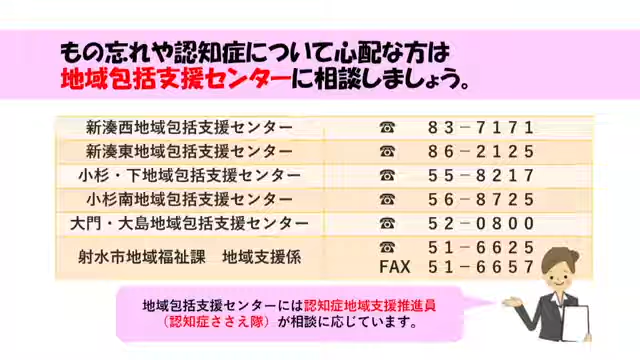 もの忘れや認知症について心配な方は
地域包括支援センターに相談しましょう。
新湊西地域包括支援センター ☎ 83－7171
新湊東地域包括支援センター ☎ 86－2125
小杉・下地域包括支援センター ☎ 55－8217
小杉南地域包括支援センター ☎ 56－8725
大門・大島地域包括支援センター ☎ 52－0800
射水市地域福祉課　地域支援係 ☎ 51－6625
FAX 51－6657
地域包括支援センターには認知症地域支援推進員
（認知症ささえ隊）が相談に応じています。